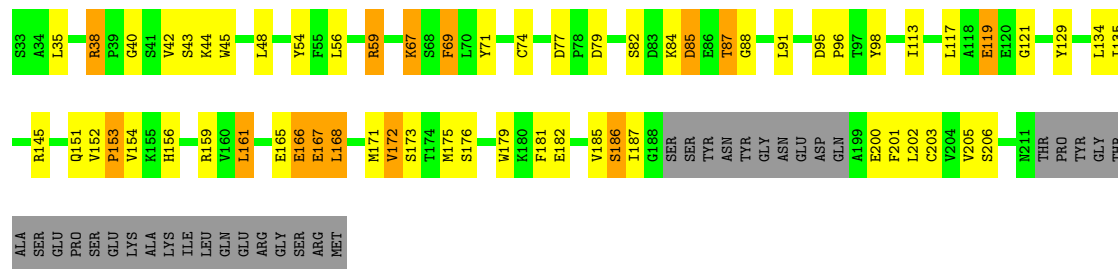 S33 A34 L35 R38 P39 G40 S41 V42 S43 K44 W45 L48 Y54 F55 L56 R59 K67 S68 F69 L70 Y71 C74 D77 P78 D79 S82 D83 K84 D85 E86 T87 G88 L91 D95 P96 T97 Y98 I113 L117 A118 E119 E120 G121 Y129 L134 I135
R145 Q151 V152 P153 V154 K155 H156 R159 V160 L161 E165 E166 E167 L168 M171 V172 S173 T174 M175 S176 W179 K180 F181 E182 V185 S186 I187 G188 SER SER TYR ASN TYR GLY ASN GLU ASP GLN A199 E200 F201 L202 C203 V204 V205 S206 N211 THR PRO TYR GLY THR
ALA SER GLU PRO SER GLU LYS ALA LYS ILE LEU GLN GLU ARG GLY SER ARG MET